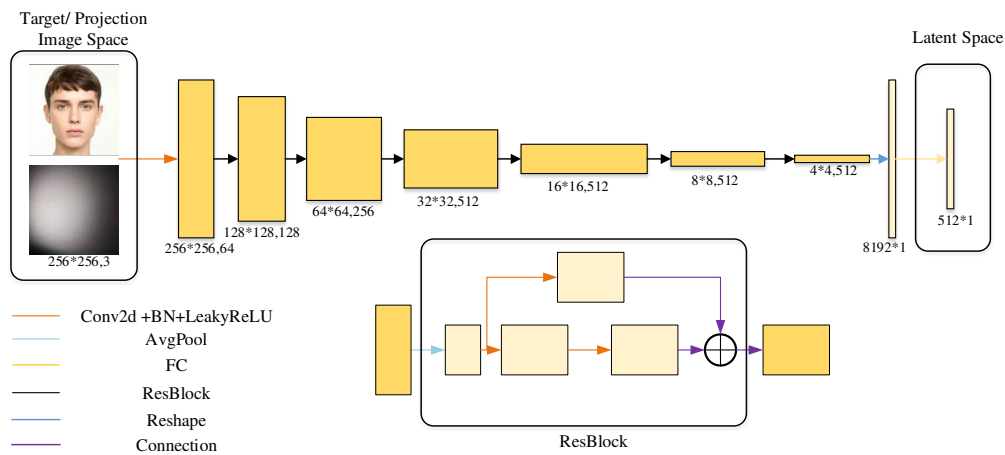 Target/ Projection
Image Space
Latent Space
256*256,3
256*256,64
128*128,128
64*64,256
32*32,512
16*16,512
8*8,512
4*4,512
8192*1
512*1
Conv2d +BN+LeakyReLU
AvgPool
FC
ResBlock
Reshape
Connection
ResBlock